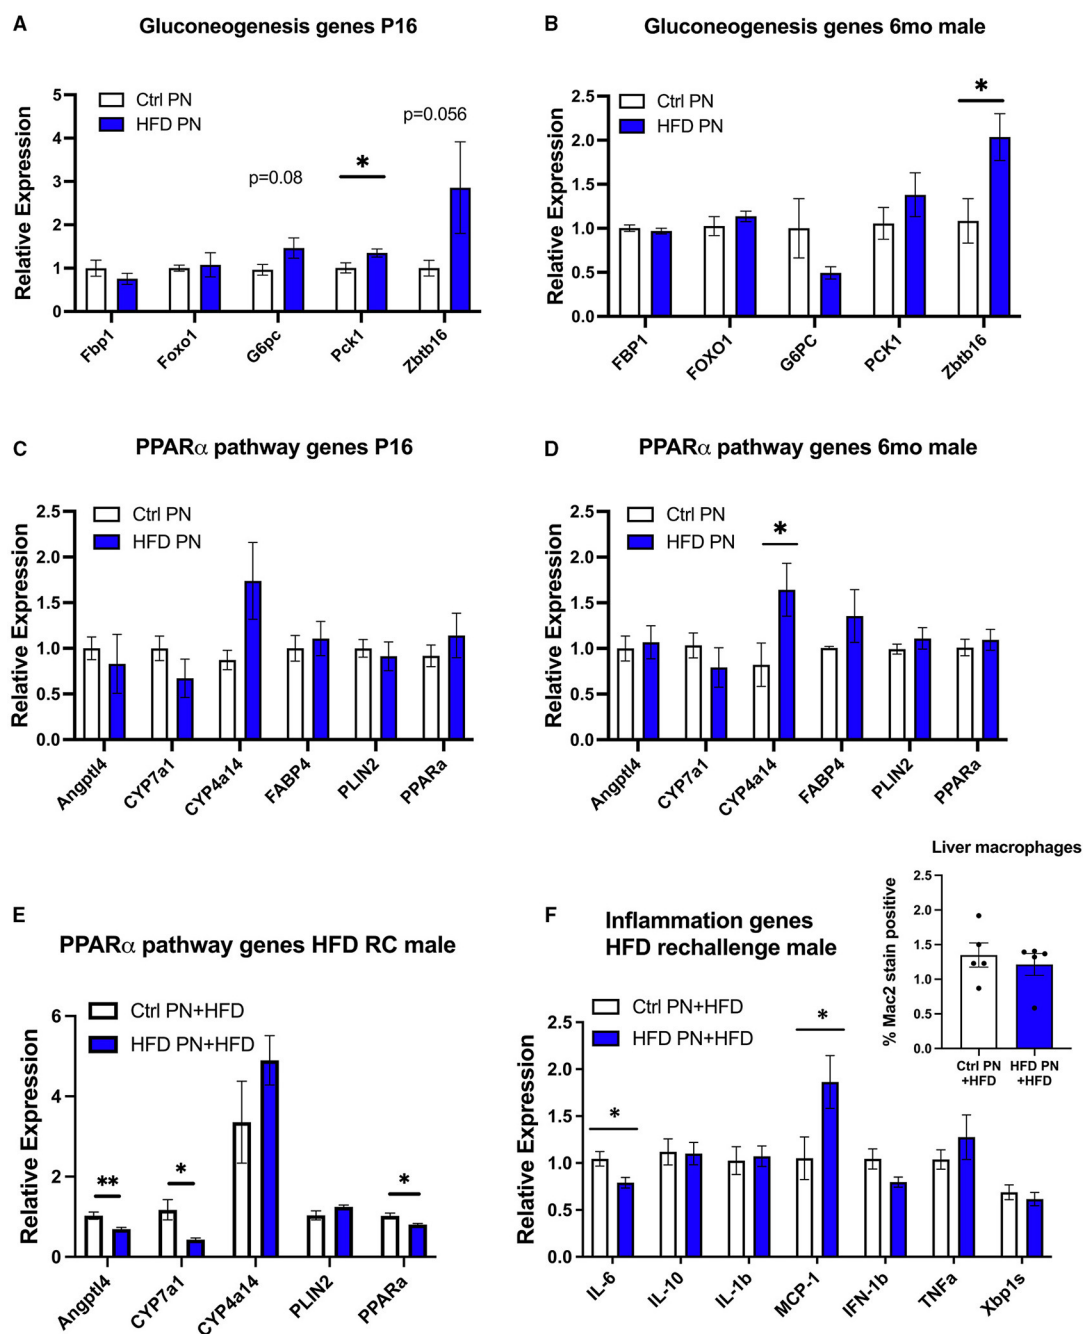 A
Gluconeogenesis genes P16
Ctrl PN
HFD PN
p=0.08
*
p=0.056
Relative Expression
5
4
3
2
1
0
Fbp1
Foxo1
G6pc
Pck1
Zbtb16
B
Gluconeogenesis genes 6mo male
Ctrl PN
HFD PN
*
Relative Expression
2.5
2.0
1.5
1.0
0.5
0.0
FBP1
FOXO1
G6PC
PCK1
Zbtb16
C
PPARα pathway genes P16
Ctrl PN
HFD PN
Relative Expression
2.5
2.0
1.5
1.0
0.5
0.0
Angptl4
CYP7a1
CYP4a14
FABP4
PLIN2
PPARa
D
PPARα pathway genes 6mo male
Ctrl PN
HFD PN
*
Relative Expression
2.5
2.0
1.5
1.0
0.5
0.0
Angptl4
CYP7a1
CYP4a14
FABP4
PLIN2
PPARa
E
PPARα pathway genes HFD RC male
Ctrl PN+HFD
HFD PN+HFD
**
*
*
Relative Expression
6
4
2
0
Angptl4
CYP7a1
CYP4a14
PLIN2
PPARa
F
Inflammation genes
HFD rechallenge male
Ctrl PN+HFD
HFD PN+HFD
*
*
Relative Expression
2.5
2.0
1.5
1.0
0.5
0.0
IL-6
IL-10
IL-1b
MCP-1
IFN-1b
TNFa
Xbp1s
Liver macrophages
% Mac2 stain positive
2.5
2.0
1.5
1.0
0.5
0.0
Ctrl PN
+HFD
HFD PN
+HFD